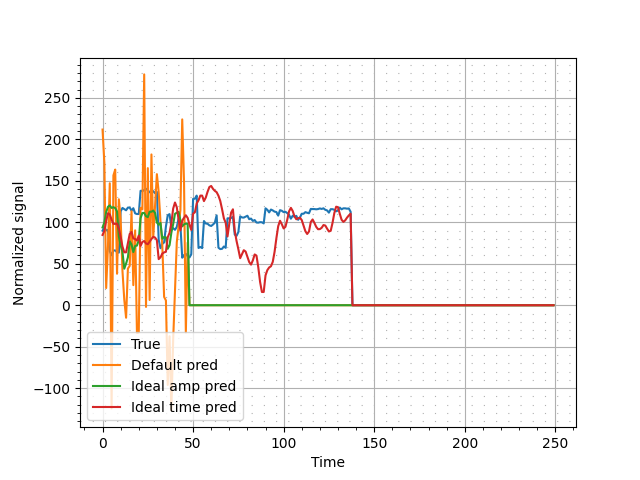 Normalized signal
250
200
150
100
50
0
−50
−100
True
Default pred
Ideal amp pred
Ideal time pred
0
50
100
150
200
250
Time